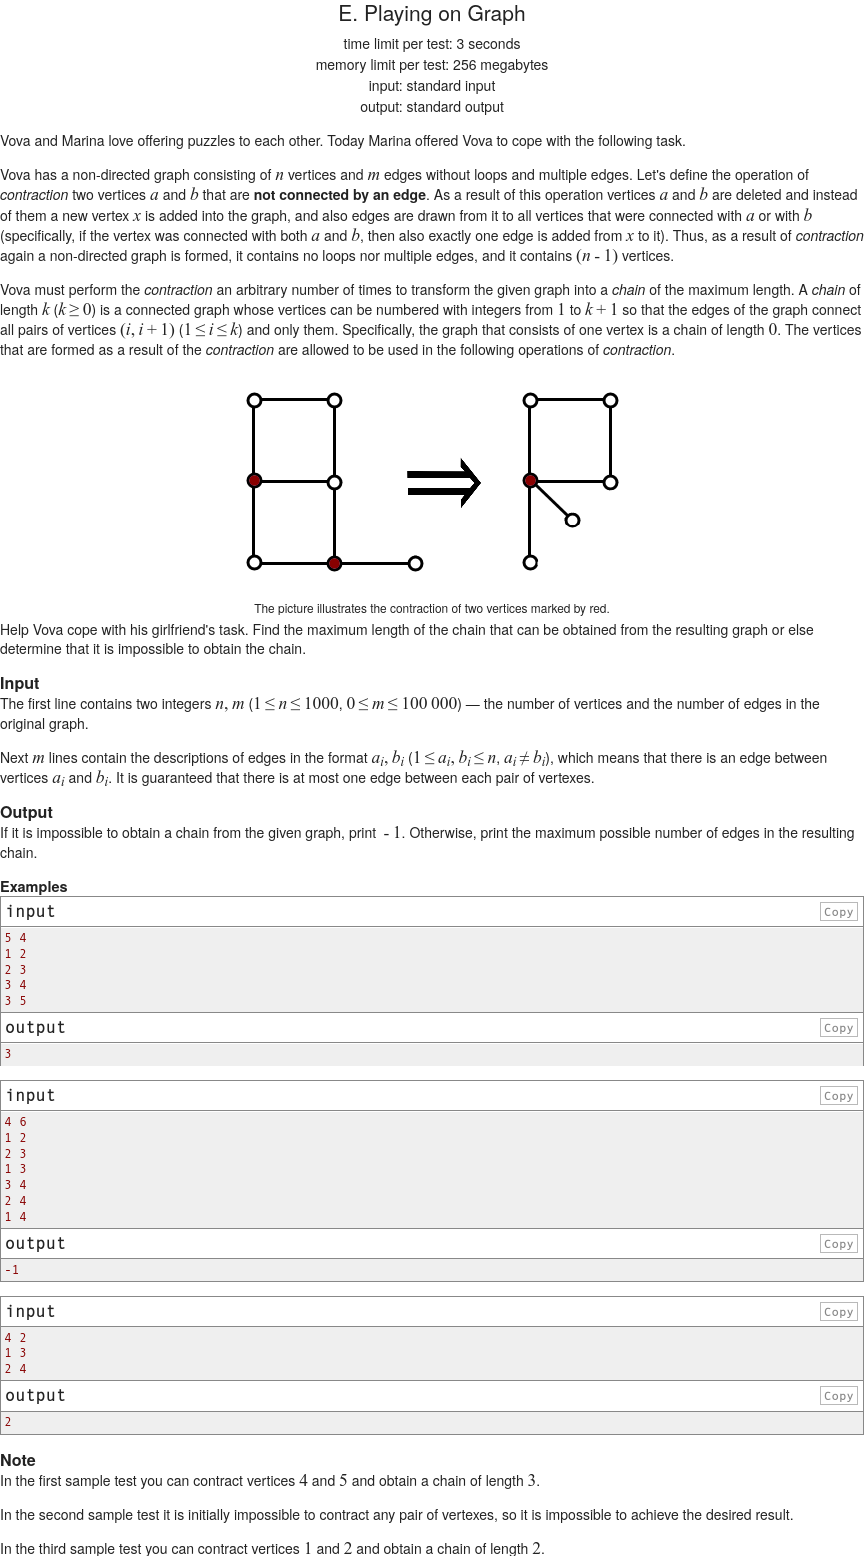 E. Playing on Graph
time limit per test: 3 seconds
memory limit per test: 256 megabytes
input: standard input
output: standard output
Vova and Marina love offering puzzles to each other. Today Marina offered Vova to cope with the following task.
Vova has a non-directed graph consisting of n vertices and m edges without loops and multiple edges. Let's define the operation of
contraction two vertices a and b that are not connected by an edge. As a result of this operation vertices a and b are deleted and instead
of them a new vertex x is added into the graph, and also edges are drawn from it to all vertices that were connected with a or with b
(specifically, if the vertex was connected with both a and b, then also exactly one edge is added from x to it). Thus, as a result of contraction
again a non-directed graph is formed, it contains no loops nor multiple edges, and it contains (n - 1) vertices.
Vova must perform the contraction an arbitrary number of times to transform the given graph into a chain of the maximum length. A chain of
length k (k ≥ 0) is a connected graph whose vertices can be numbered with integers from 1 to k + 1 so that the edges of the graph connect
all pairs of vertices (i, i + 1) (1 ≤ i ≤ k) and only them. Specifically, the graph that consists of one vertex is a chain of length 0. The vertices
that are formed as a result of the contraction are allowed to be used in the following operations of contraction.
The picture illustrates the contraction of two vertices marked by red.
Help Vova cope with his girlfriend's task. Find the maximum length of the chain that can be obtained from the resulting graph or else
determine that it is impossible to obtain the chain.
Input
The first line contains two integers n, m (1 ≤ n ≤ 1000, 0 ≤ m ≤ 100 000) — the number of vertices and the number of edges in the
original graph.
Next m lines contain the descriptions of edges in the format aᵢ, bᵢ (1 ≤ aᵢ, bᵢ ≤ n, aᵢ ≠ bᵢ), which means that there is an edge between
vertices aᵢ and bᵢ. It is guaranteed that there is at most one edge between each pair of vertexes.
Output
If it is impossible to obtain a chain from the given graph, print - 1. Otherwise, print the maximum possible number of edges in the resulting
chain.
Examples
input Copy
5 4
1 2
2 3
3 4
3 5
output Copy
3
input Copy
4 6
1 2
2 3
1 3
3 4
2 4
1 4
output Copy
-1
input Copy
4 2
1 3
2 4
output Copy
2
Note
In the first sample test you can contract vertices 4 and 5 and obtain a chain of length 3.
In the second sample test it is initially impossible to contract any pair of vertexes, so it is impossible to achieve the desired result.
In the third sample test you can contract vertices 1 and 2 and obtain a chain of length 2.